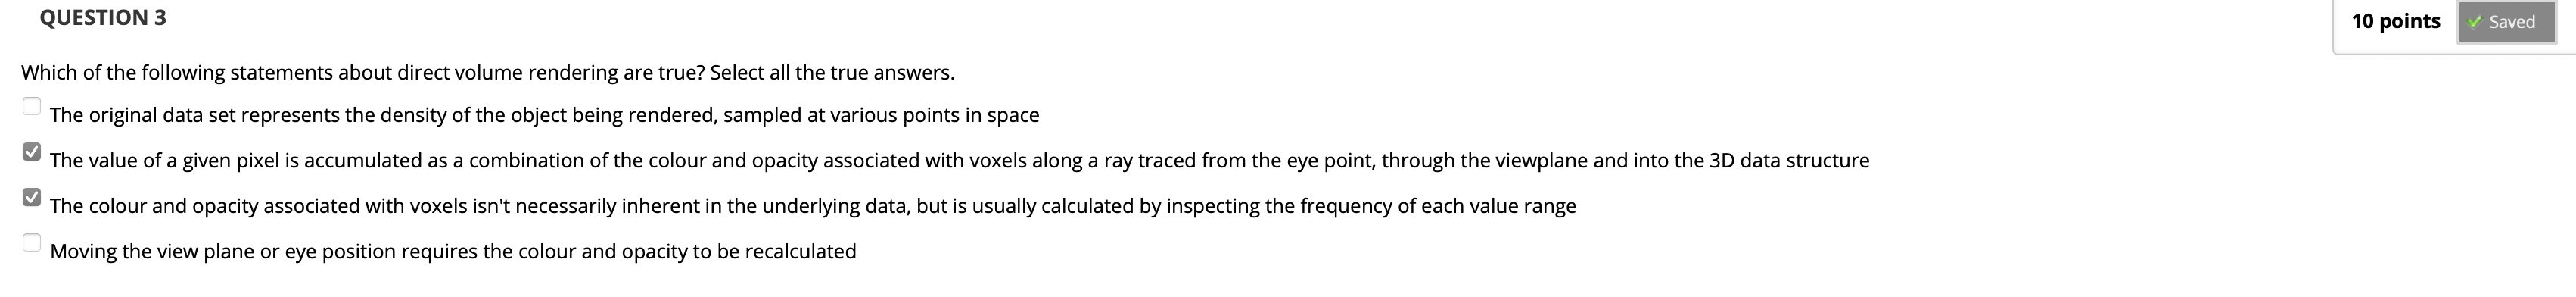 QUESTION 3
10 points
Saved
Which of the following statements about direct volume rendering are true? Select all the true answers.
The original data set represents the density of the object being rendered, sampled at various points in space
The value of a given pixel is accumulated as a combination of the colour and opacity associated with voxels along a ray traced from the eye point, through the viewplane and into the 3D data structure
The colour and opacity associated with voxels isn't necessarily inherent in the underlying data, but is usually calculated by inspecting the frequency of each value range
Moving the view plane or eye position requires the colour and opacity to be recalculated